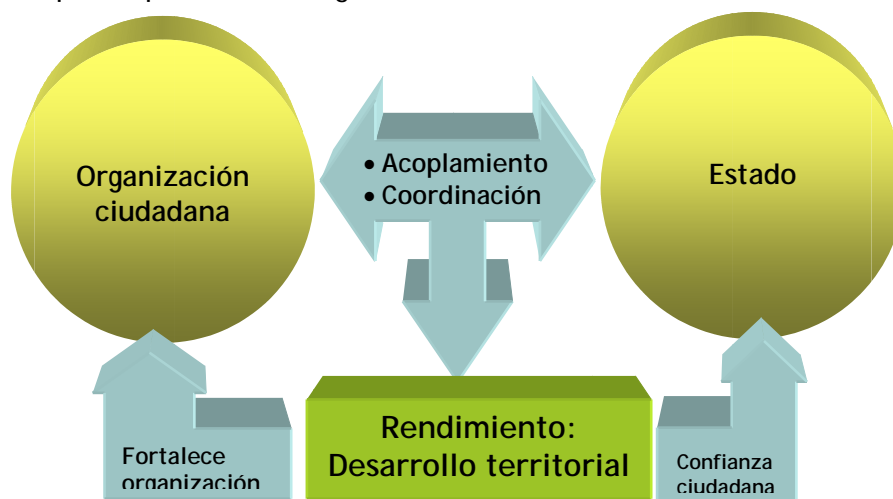 Organización
ciudadana
• Acoplamiento
• Coordinación
Estado
Rendimiento:
Desarrollo territorial
Fortalece
organización
Confianza
ciudadana